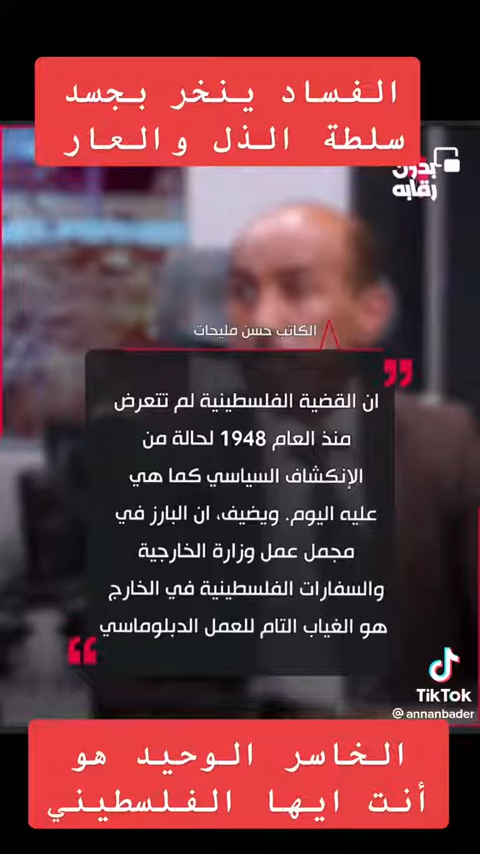 الفساد ينخر بجسد
سلطة الذل والعار
بدون
رقابه
الكاتب حسن مليحات
ان القضية الفلسطينية لم تتعرض
منذ العام 1948 لحالة من
الإنكشاف السياسي كما هي
عليه اليوم. ويضيف، ان البارز في
مجمل عمل وزارة الخارجية
والسفارات الفلسطينية في الخارج
هو الغياب التام للعمل الدبلوماسي
TikTok
@annanbader
الخاسر الوحيد هو
أنت ايها الفلسطيني